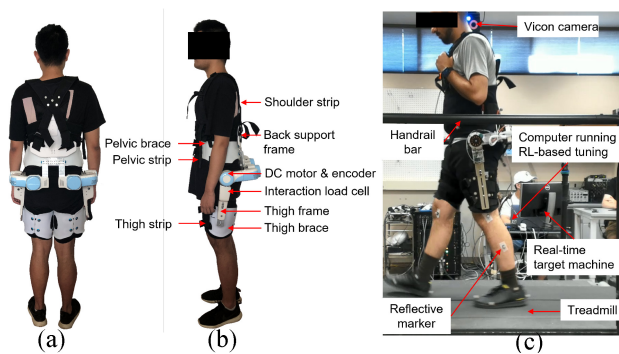 Shoulder strip
Back support
frame
Pelvic brace
Pelvic strip
DC motor & encoder
Interaction load cell
Thigh frame
Thigh strip
Thigh brace
(a)
(b)
Vicon camera
Handrail
bar
Computer running
RL-based tuning
Real-time
target machine
Reflective
marker
Treadmill
(c)